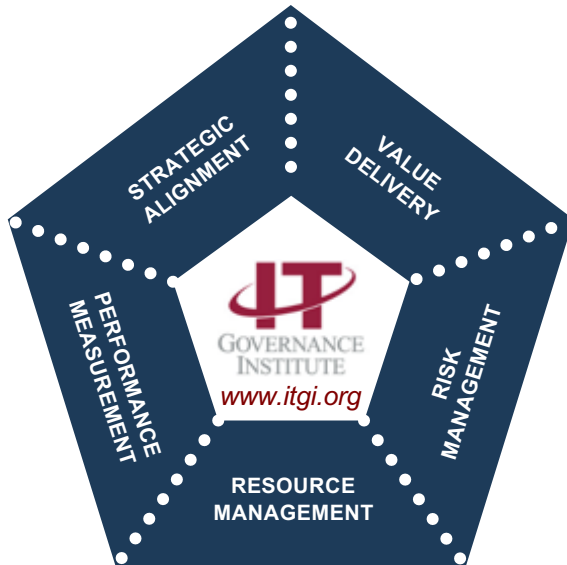 STRATEGIC
ALIGNMENT
VALUE
DELIVERY
IT
GOVERNANCE
INSTITUTE
www.itgi.org
PERFORMANCE
MEASUREMENT
RISK
MANAGEMENT
RESOURCE
MANAGEMENT